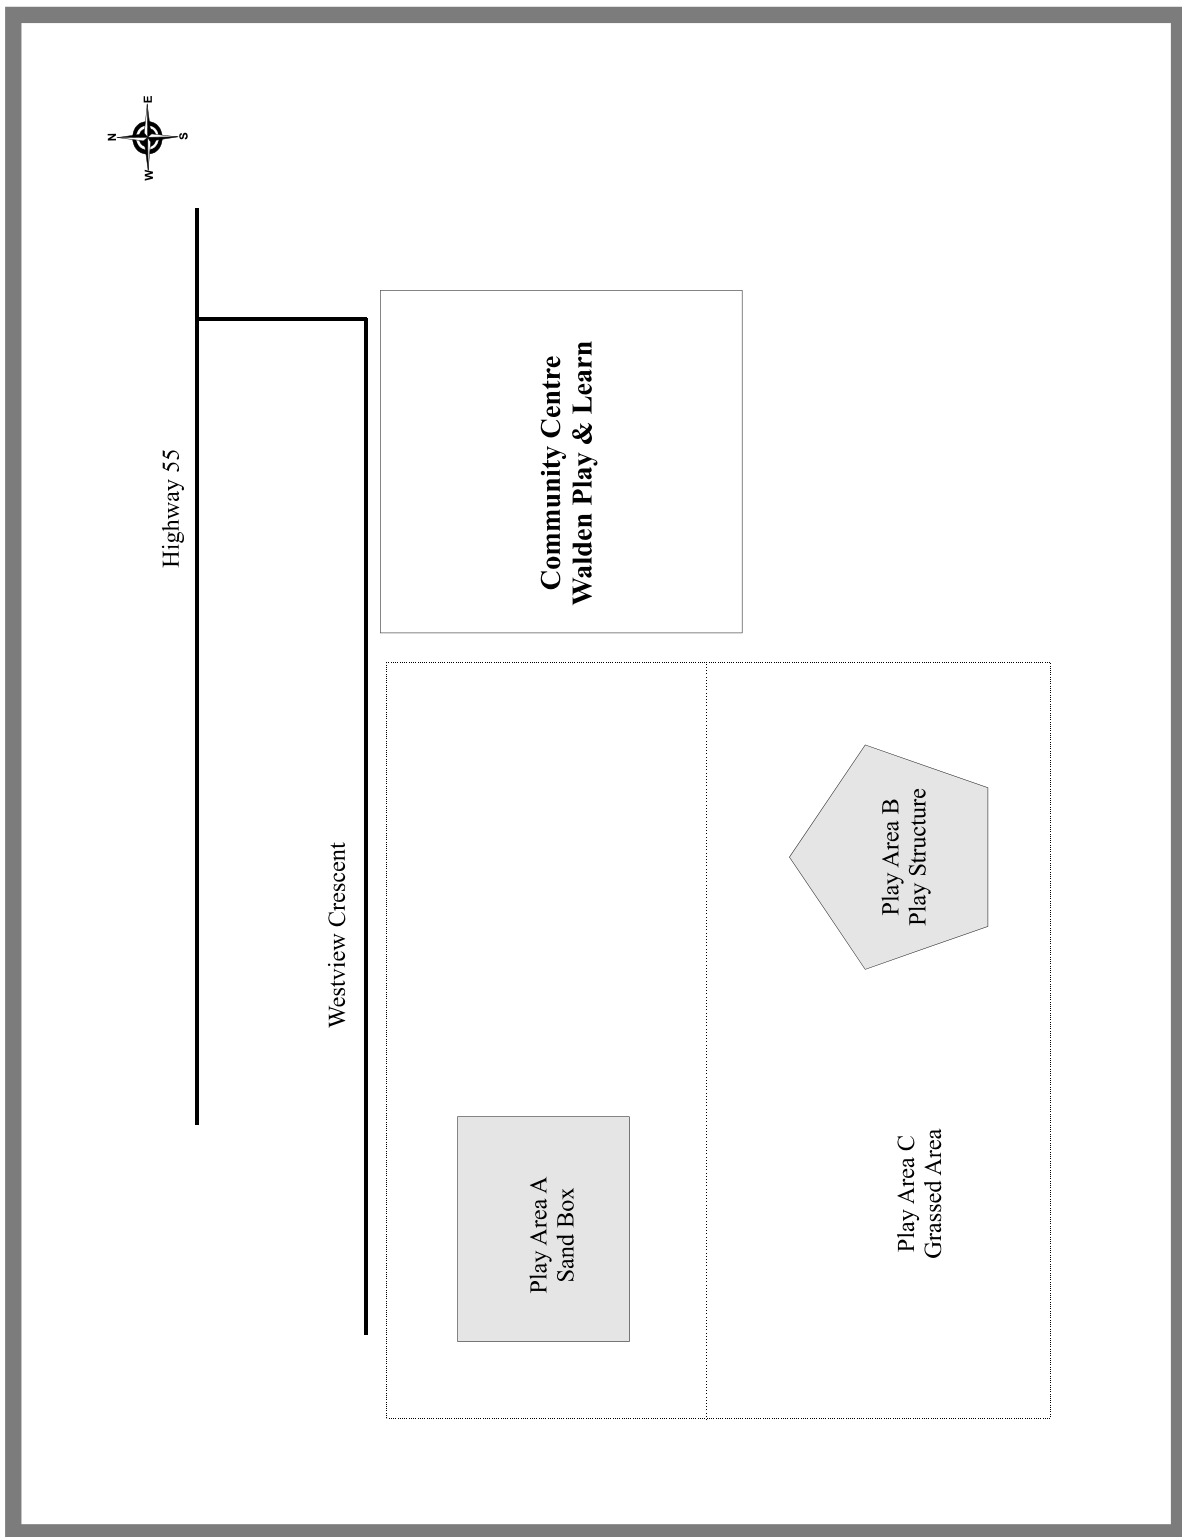 N
E
S
W
Highway 55
Westview Crescent
Community Centre
Walden Play & Learn
Play Area A
Sand Box
Play Area B
Play Structure
Play Area C
Grassed Area